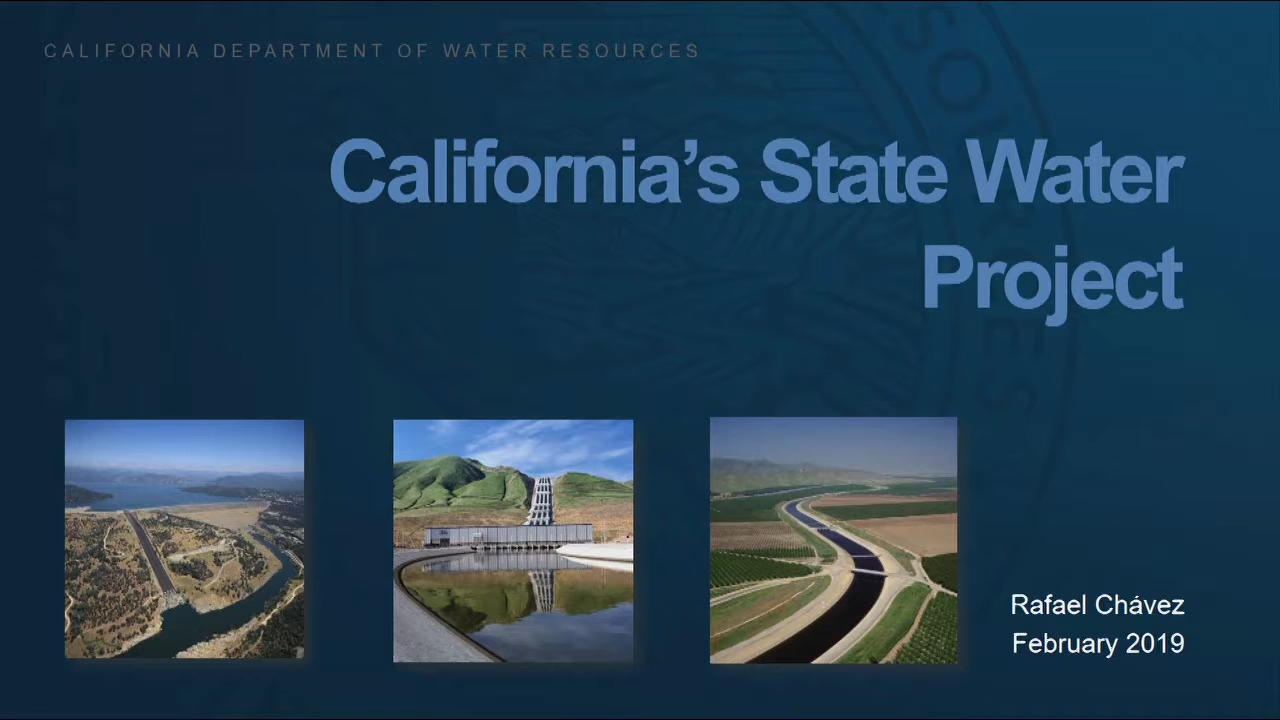 CALIFORNIA DEPARTMENT OF WATER RESOURCES
California’s State Water
Project
Rafael Chávez
February 2019